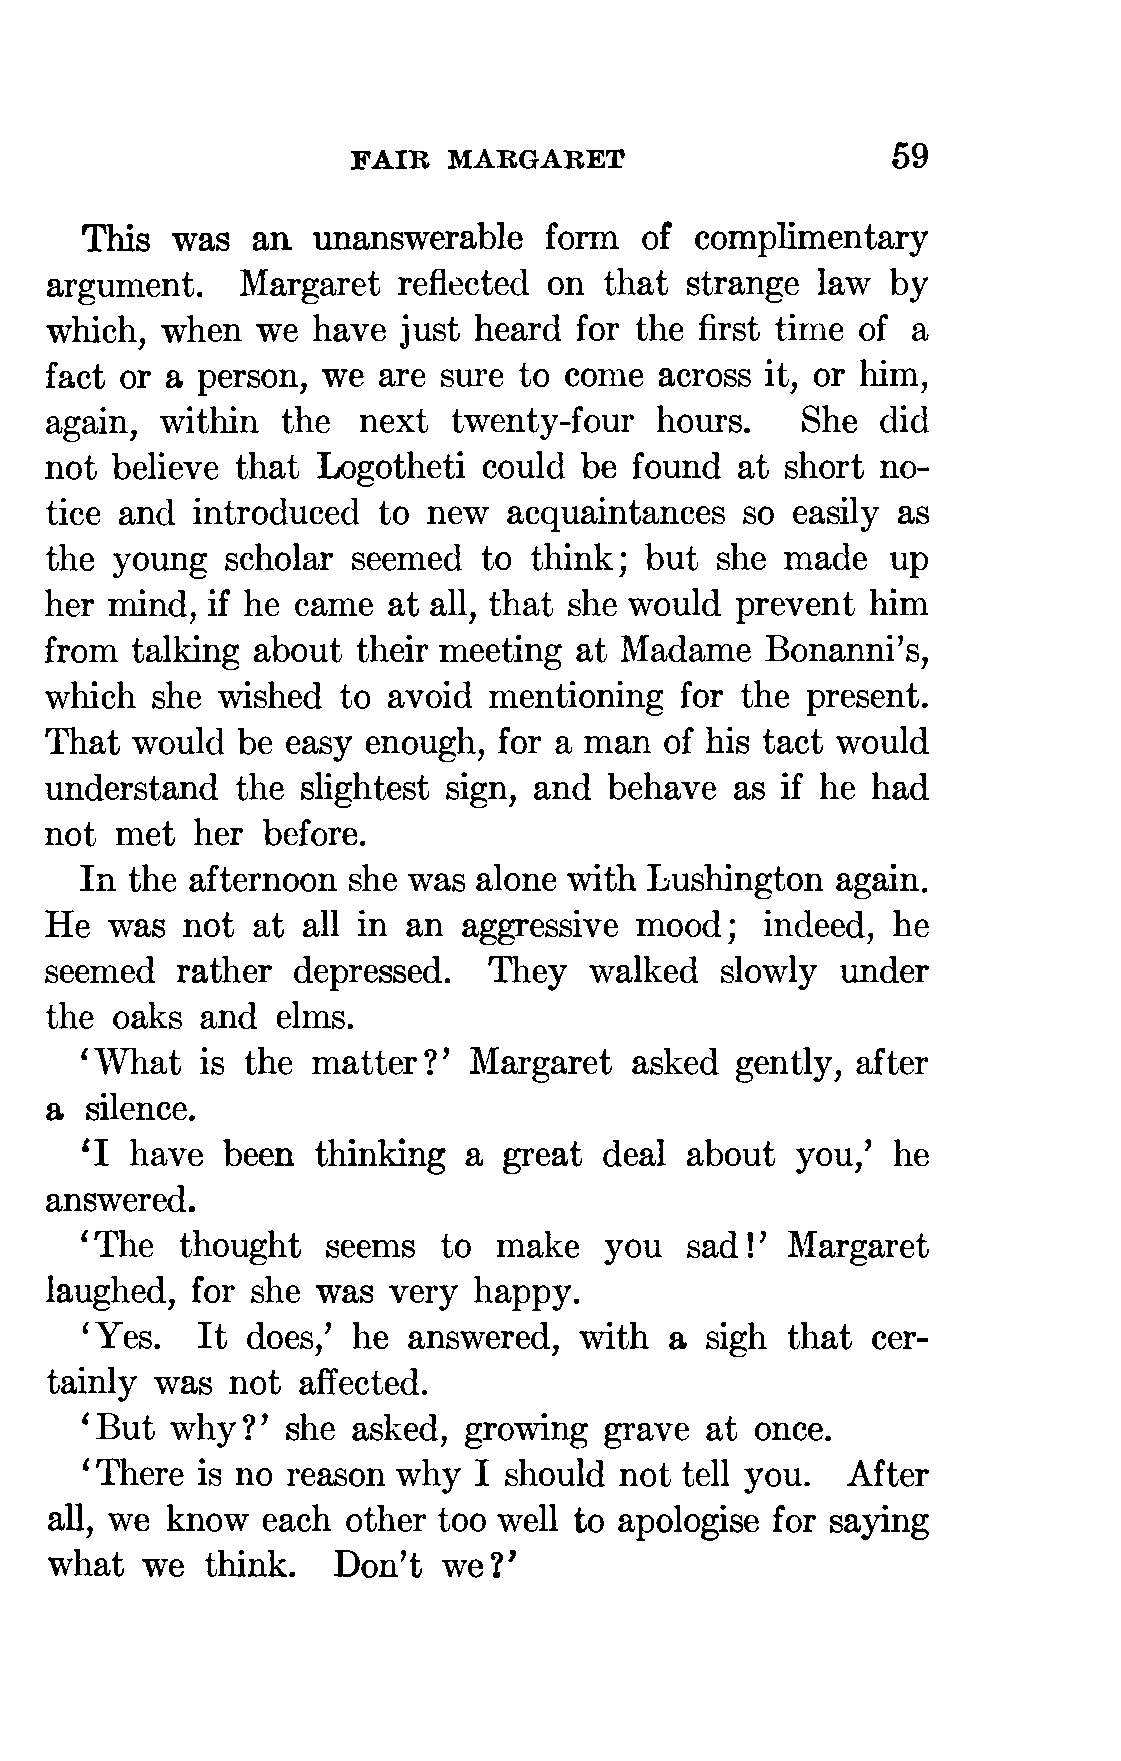 FAIR MARGARET 59
This was an unanswerable form of complimentary
argument. Margaret reflected on that strange law by
which, when we have just heard for the first time of a
fact or a person, we are sure to come across it, or him,
again, within the next twenty-four hours. She did
not believe that Logotheti could be found at short no-
tice and introduced to new acquaintances so easily as
the young scholar seemed to think; but she made up
her mind, if he came at all, that she would prevent him
from talking about their meeting at Madame Bonanni's,
which she wished to avoid mentioning for the present.
That would be easy enough, for a man of his tact would
understand the slightest sign, and behave as if he had
not met her before.
In the afternoon she was alone with Lushington again.
He was not at all in an aggressive mood; indeed, he
seemed rather depressed. They walked slowly under
the oaks and elms.
‘What is the matter?’ Margaret asked gently, after
a silence.
‘I have been thinking a great deal about you,’ he
answered.
‘The thought seems to make you sad!’ Margaret
laughed, for she was very happy.
‘Yes. It does,’ he answered, with a sigh that cer-
tainly was not affected.
‘But why?’ she asked, growing grave at once.
‘There is no reason why I should not tell you. After
all, we know each other too well to apologise for saying
what we think. Don't we?’